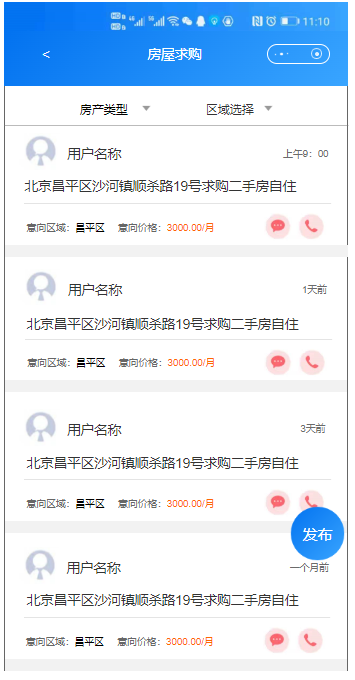 11:10
< 房屋求购
房产类型 区域选择
用户名称 上午9：00
北京昌平区沙河镇顺杀路19号求购二手房自住
意向区域：昌平区 意向价格：3000.00/月
用户名称 1天前
北京昌平区沙河镇顺杀路19号求购二手房自住
意向区域：昌平区 意向价格：3000.00/月
用户名称 3天前
北京昌平区沙河镇顺杀路19号求购二手房自住
意向区域：昌平区 意向价格：3000.00/月
发布
用户名称 一个月前
北京昌平区沙河镇顺杀路19号求购二手房自住
意向区域：昌平区 意向价格：3000.00/月